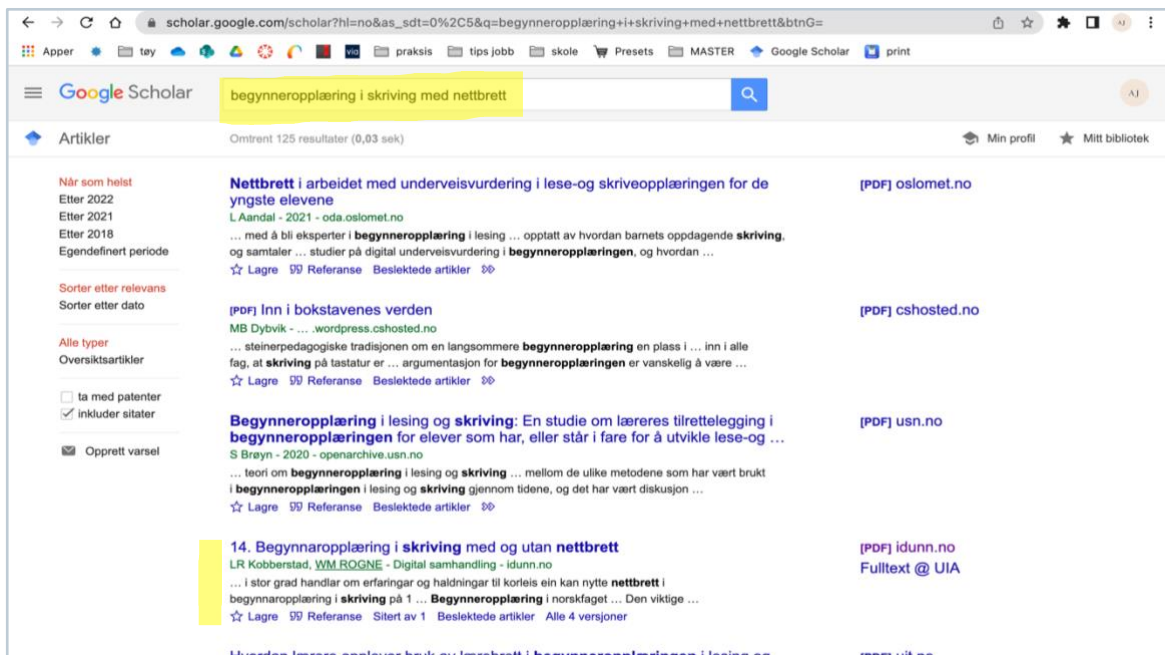 scholar.google.com/scholar?hl=no&as_sdt=0%2C5&q=begynneropplæring+i+skriving+med+nettbrett&btnG=
Apper tøy via praksis tips jobb skole Presets MASTER Google Scholar print
Google Scholar
begynneropplæring i skriving med nettbrett
AJ
Artikler
Omtrent 125 resultater (0,03 sek)
Min profil
Mitt bibliotek
Når som helst
Etter 2022
Etter 2021
Etter 2018
Egendefinert periode
Sorter etter relevans
Sorter etter dato
Alle typer
Oversiktsartikler
ta med patenter
inkluder sitater
Opprett varsel
Nettbrett i arbeidet med underveisvurdering i lese-og skriveopplæringen for de
yngste elevene
L Aandal - 2021 - oda.oslomet.no
… med å bli eksperter i begynneropplæring i lesing … opptatt av hvordan barnets oppdagende skriving,
og samtaler … studier på digital underveisvurdering i begynneropplæringen, og hvordan …
Lagre Referanse Beslektede artikler
[PDF] oslomet.no
[PDF] Inn i bokstavenes verden
MB Dybvik - … .wordpress.cshosted.no
… steinerpedagogiske tradisjonen om en langsommere begynneropplæring en plass i … inn i alle
fag, at skriving på tastatur er … argumentasjon for begynneropplæringen er vanskelig å være …
Lagre Referanse Beslektede artikler
[PDF] cshosted.no
Begynneropplæring i lesing og skriving: En studie om læreres tilrettelegging i
begynneropplæringen for elever som har, eller står i fare for å utvikle lese-og …
S Brøyn - 2020 - openarchive.usn.no
… teori om begynneropplæring i lesing og skriving … mellom de ulike metodene som har vært brukt
i begynneropplæringen i lesing og skriving gjennom tidene, og det har vært diskusjon …
Lagre Referanse Beslektede artikler
[PDF] usn.no
14. Begynnaropplæring i skriving med og utan nettbrett
LR Kobberstad, WM ROGNE - Digital samhandling - idunn.no
… i stor grad handlar om erfaringar og haldningar til korleis ein kan nytte nettbrett i
begynnaropplæring i skriving på 1 … Begynneropplæring i norskfaget … Den viktige …
Lagre Referanse Sitert av 1 Beslektede artikler Alle 4 versjoner
[PDF] idunn.no
Fulltext @ UIA